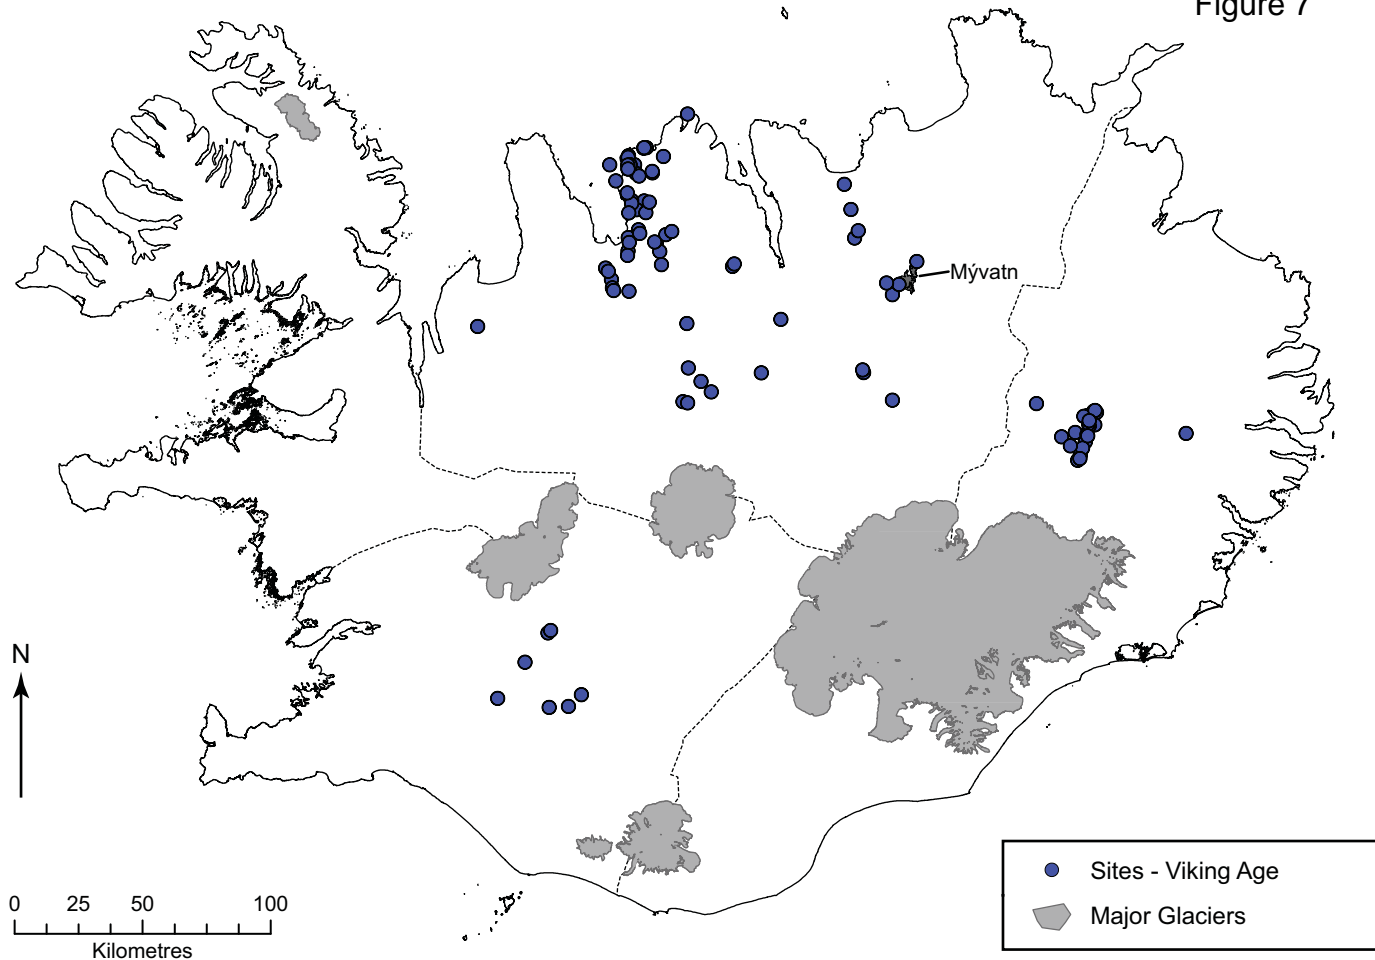 Figure 7
Mývatn
N
0 25 50 100
Kilometres
Sites - Viking Age
Major Glaciers